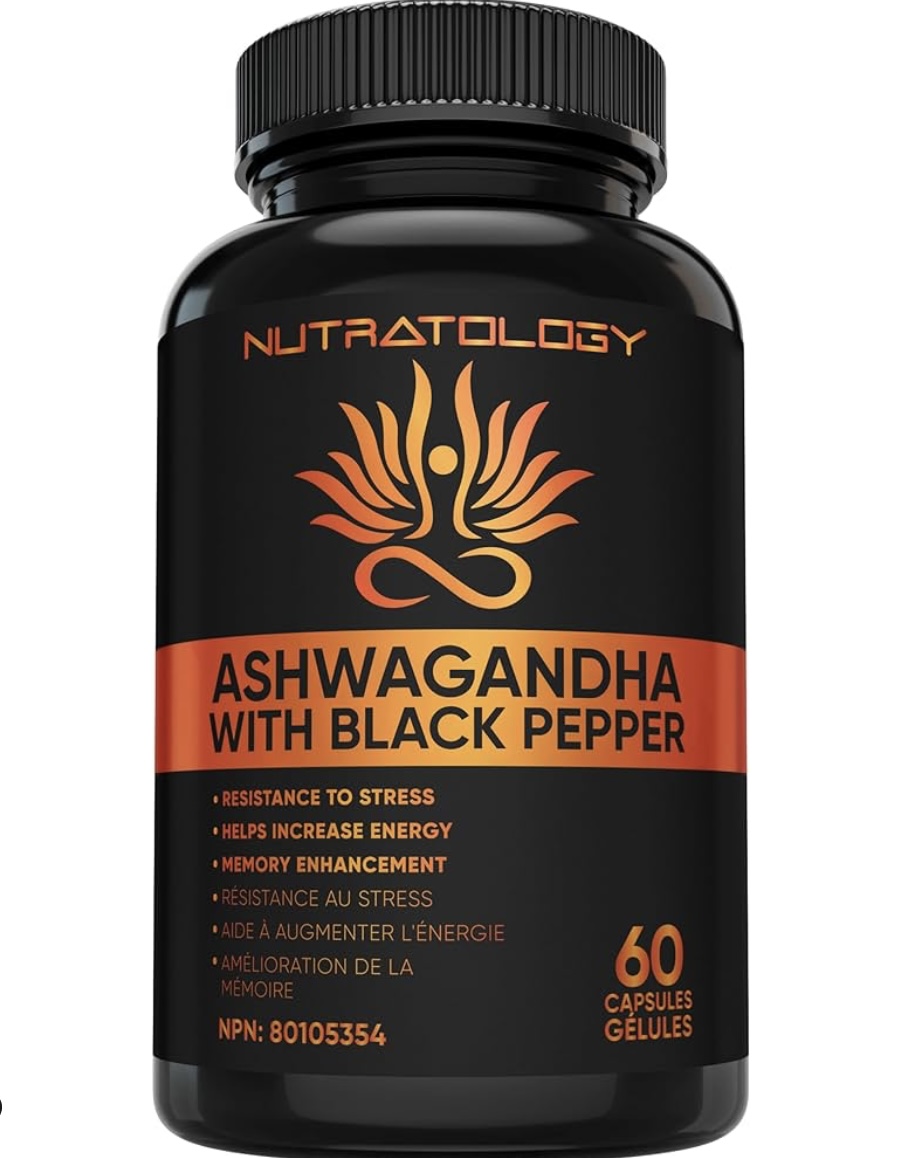 NUTRATOLOGY
ASHWAGANDHA
WITH BLACK PEPPER
• RESISTANCE TO STRESS
• HELPS INCREASE ENERGY
• MEMORY ENHANCEMENT
• RÉSISTANCE AU STRESS
• AIDE À AUGMENTER L'ÉNERGIE
• AMÉLIORATION DE LA
MÉMOIRE
NPN: 80105354
60
CAPSULES
GÉLULES